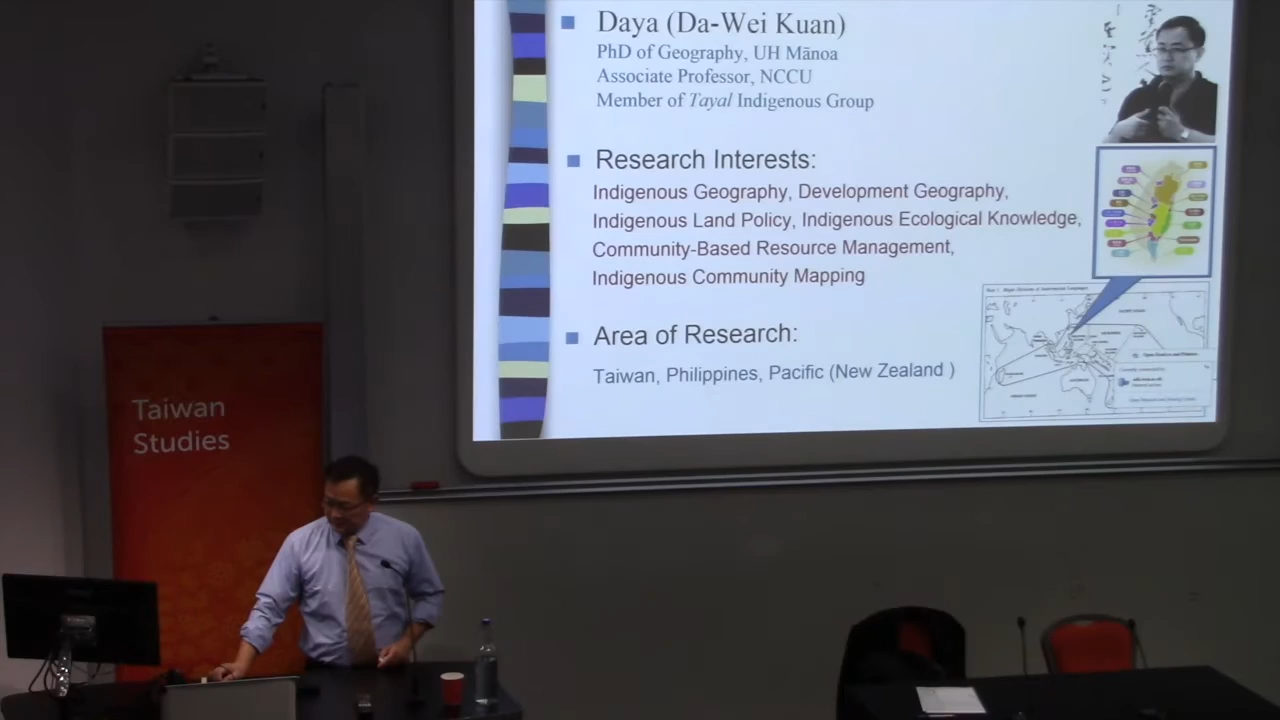 Daya (Da-Wei Kuan)
PhD of Geography, UH Mānoa
Associate Professor, NCCU
Member of Tayal Indigenous Group
Research Interests:
Indigenous Geography, Development Geography,
Indigenous Land Policy, Indigenous Ecological Knowledge,
Community-Based Resource Management,
Indigenous Community Mapping
Area of Research:
Taiwan, Philippines, Pacific (New Zealand )
Taiwan
Studies